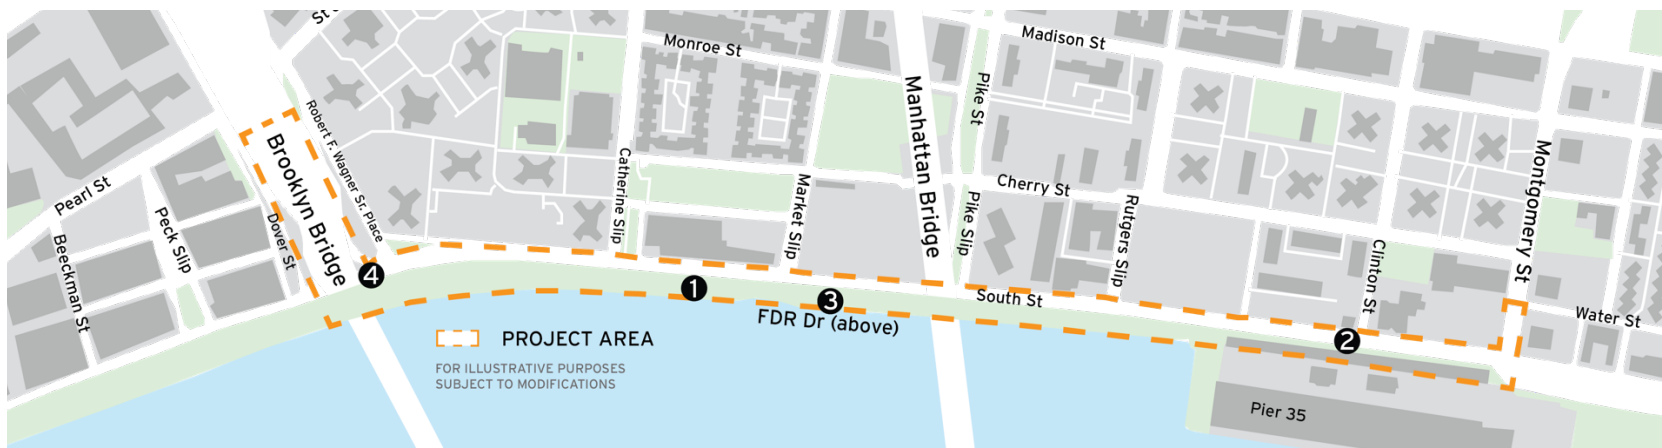 St
Monroe St
Madison St
Pike St
Manhattan Bridge
Robert F. Wagner Sr. Place
Brooklyn Bridge
Catherine Slip
Market Slip
Cherry St
Pike Slip
Rutgers Slip
Montgomery St
Pearl St
Peck Slip
Dover St
Beeckman St
Clinton St
4
1
3
2
South St
FDR Dr (above)
Water St
PROJECT AREA
FOR ILLUSTRATIVE PURPOSES
SUBJECT TO MODIFICATIONS
Pier 35